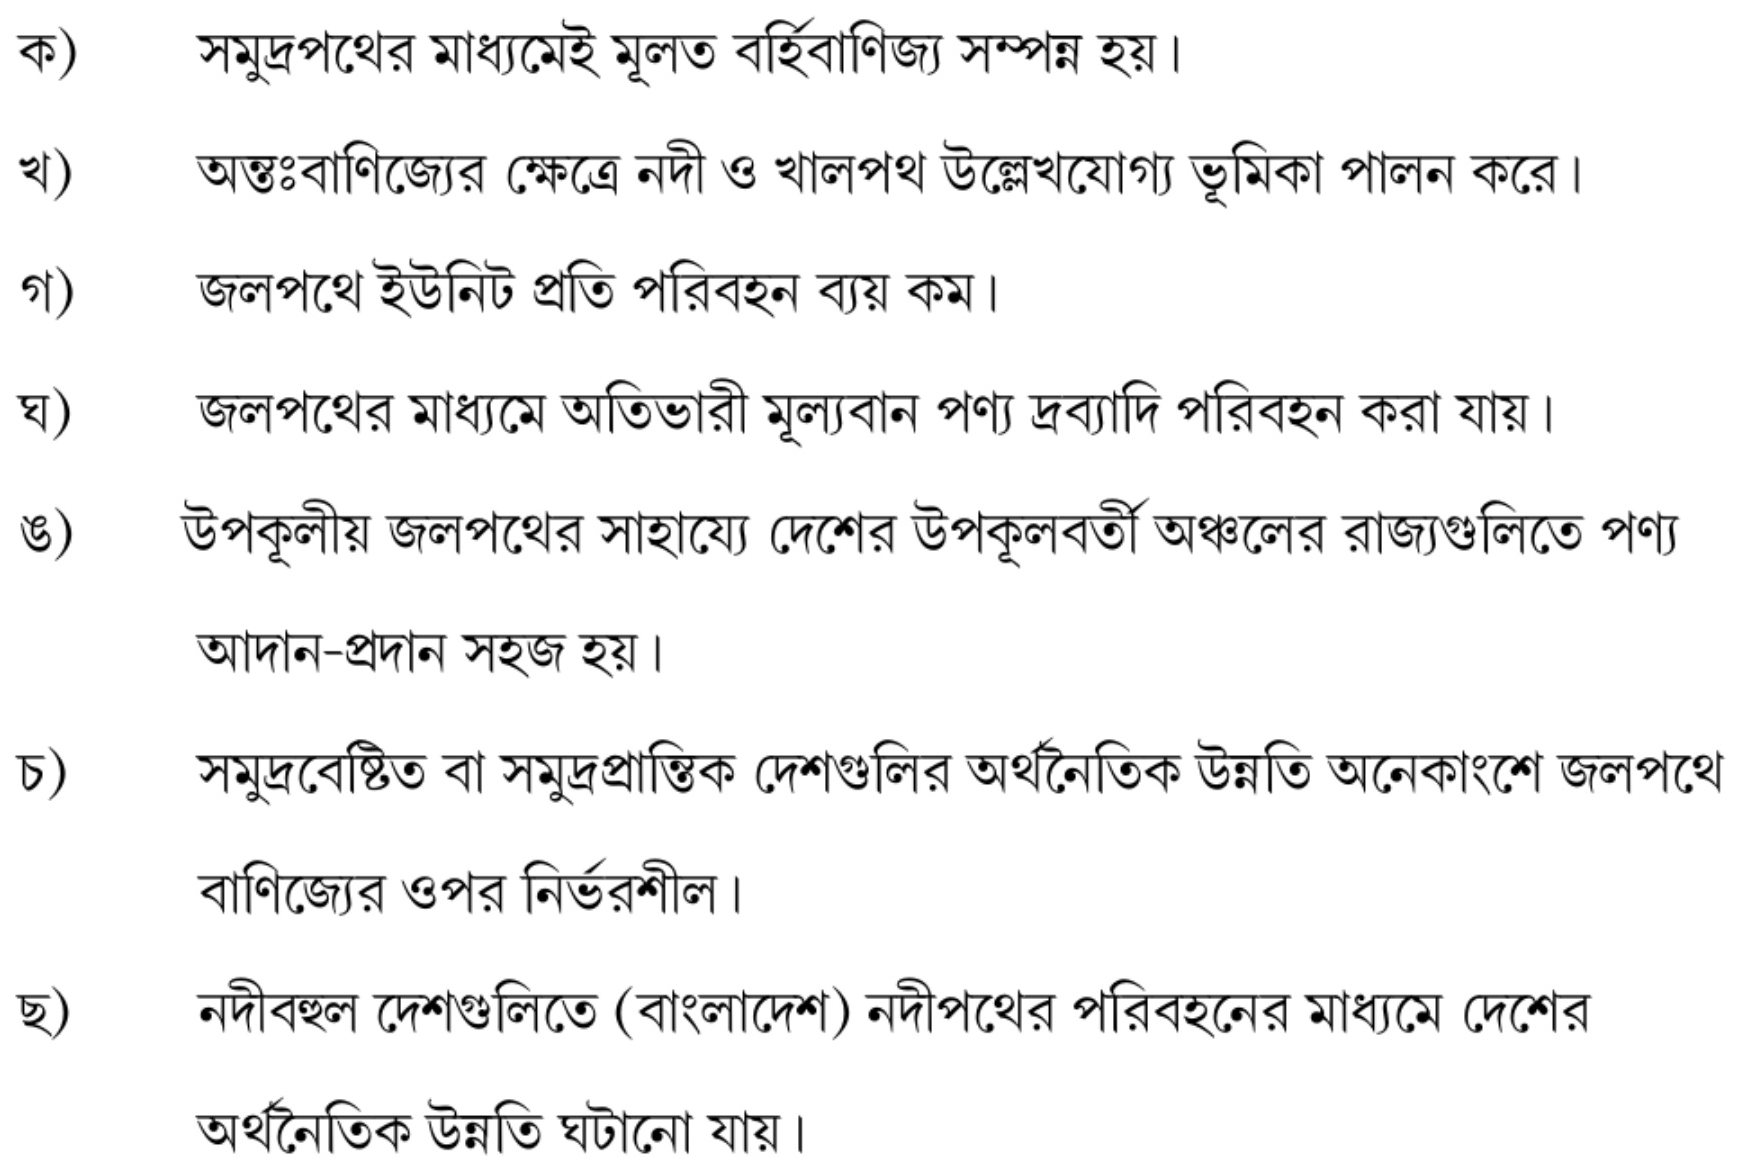 ক) সমুদ্রপথের মাধ্যমেই মূলত বর্হিবাণিজ্য সম্পন্ন হয়।
খ) অন্তঃবাণিজ্যের ক্ষেত্রে নদী ও খালপথ উল্লেখযোগ্য ভূমিকা পালন করে।
গ) জলপথে ইউনিট প্রতি পরিবহন ব্যয় কম।
ঘ) জলপথের মাধ্যমে অতিভারী মূল্যবান পণ্য দ্রব্যাদি পরিবহন করা যায়।
ঙ) উপকূলীয় জলপথের সাহায্যে দেশের উপকূলবর্তী অঞ্চলের রাজ্যগুলিতে পণ্য
আদান-প্রদান সহজ হয়।
চ) সমুদ্রবেষ্টিত বা সমুদ্রপ্রান্তিক দেশগুলির অর্থনৈতিক উন্নতি অনেকাংশে জলপথে
বাণিজ্যের ওপর নির্ভরশীল।
ছ) নদীবহুল দেশগুলিতে (বাংলাদেশ) নদীপথের পরিবহনের মাধ্যমে দেশের
অর্থনৈতিক উন্নতি ঘটানো যায়।